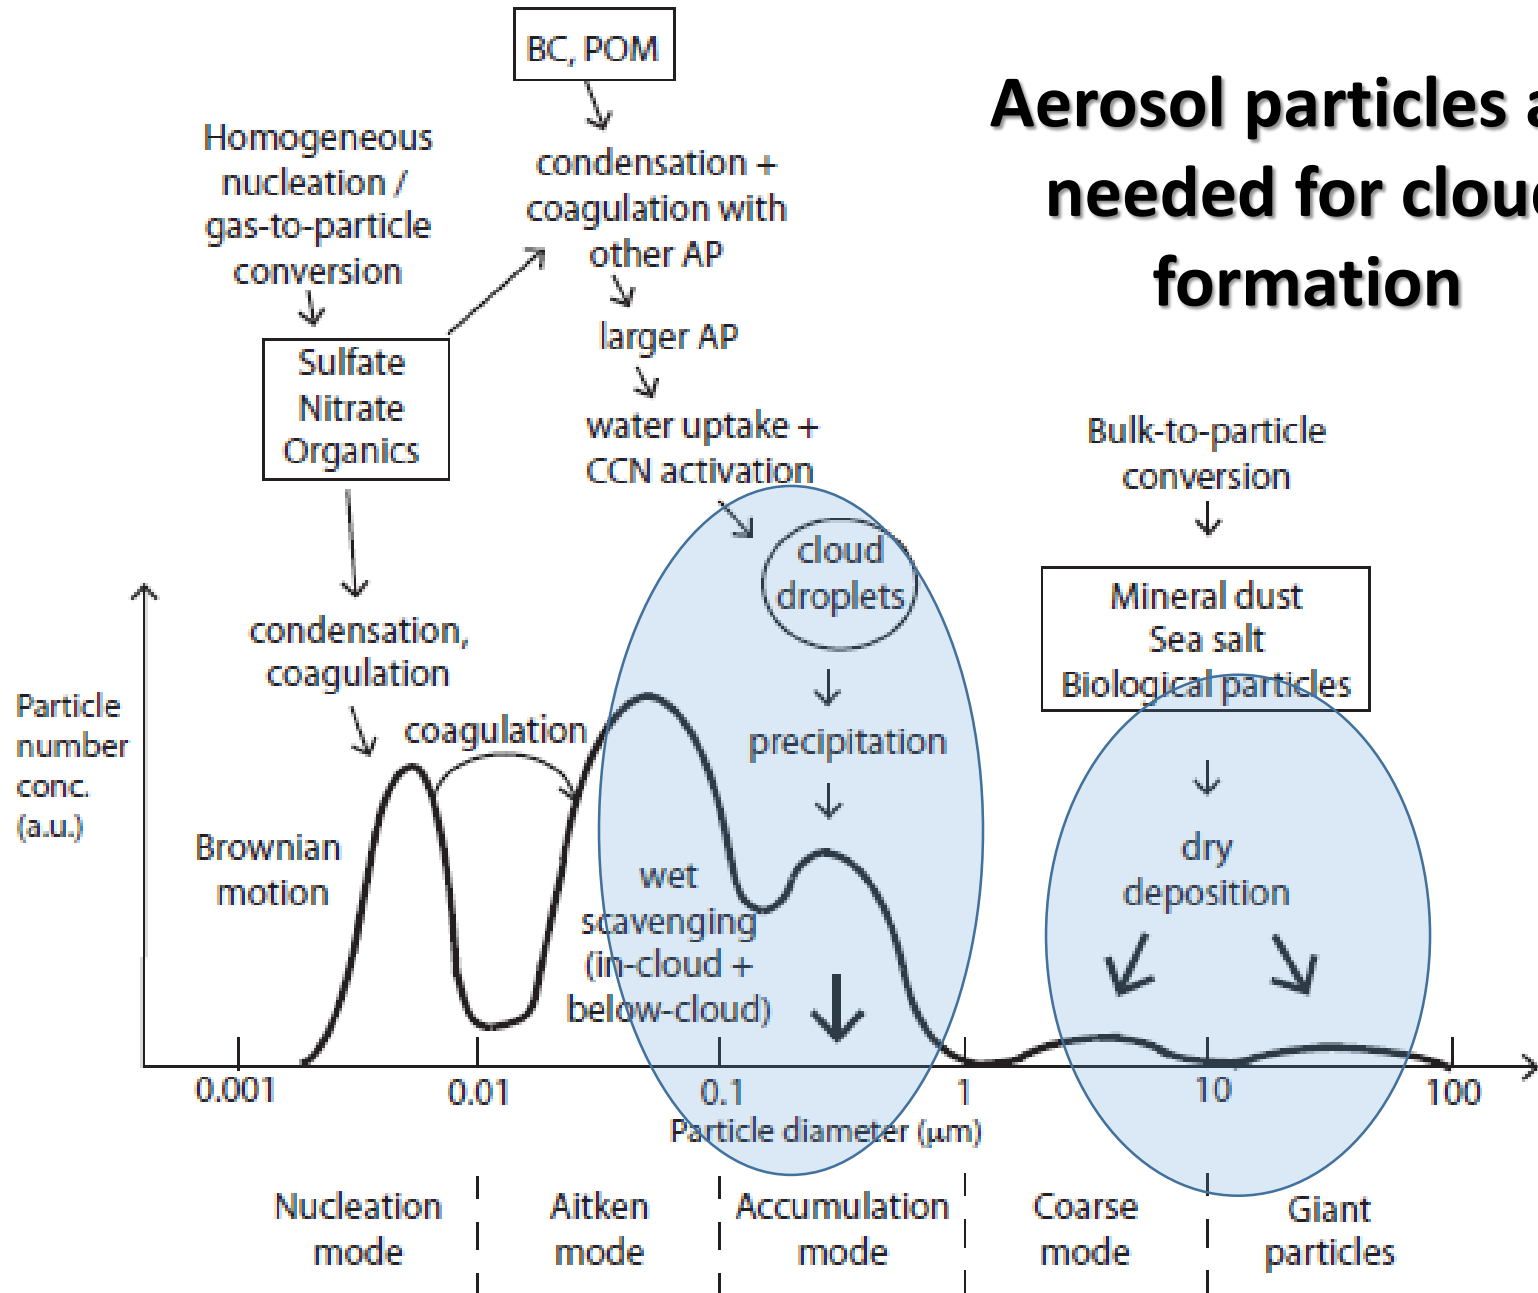 BC, POM
Aerosol particles a
needed for cloud
formation
Homogeneous
nucleation /
gas-to-particle
conversion
condensation +
coagulation with
other AP
larger AP
Sulfate
Nitrate
Organics
water uptake +
CCN activation
Bulk-to-particle
conversion
cloud
droplets
Mineral dust
Sea salt
Biological particles
condensation,
coagulation
coagulation
precipitation
Particle
number
conc.
(a.u.)
Brownian
motion
wet
scavenging
(in-cloud +
below-cloud)
dry
deposition
0.001
0.01
0.1
1
10
100
Particle diameter (μm)
Nucleation
mode
Aitken
mode
Accumulation
mode
Coarse
mode
Giant
particles